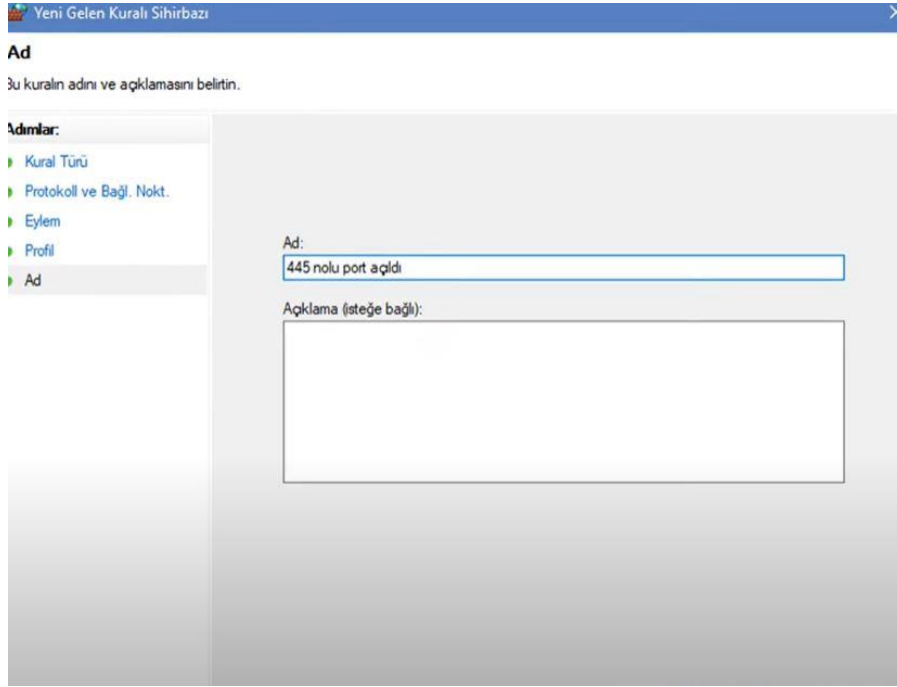 Yeni Gelen Kuralı Sihirbazı
Ad
Bu kuralın adını ve açıklamasını belirtin.
Adımlar:
Kural Türü
Protokoll ve Bağl. Nokt.
Eylem
Profil
Ad
Ad:
445 nolu port açıldı
Açıklama (isteğe bağlı):